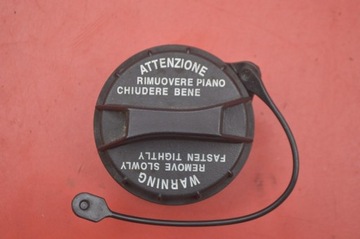 ATTENZIONE
RIMUOVERE PIANO
CHIUDERE BENE
WARNING
REMOVE SLOWLY
FASTEN TIGHTLY